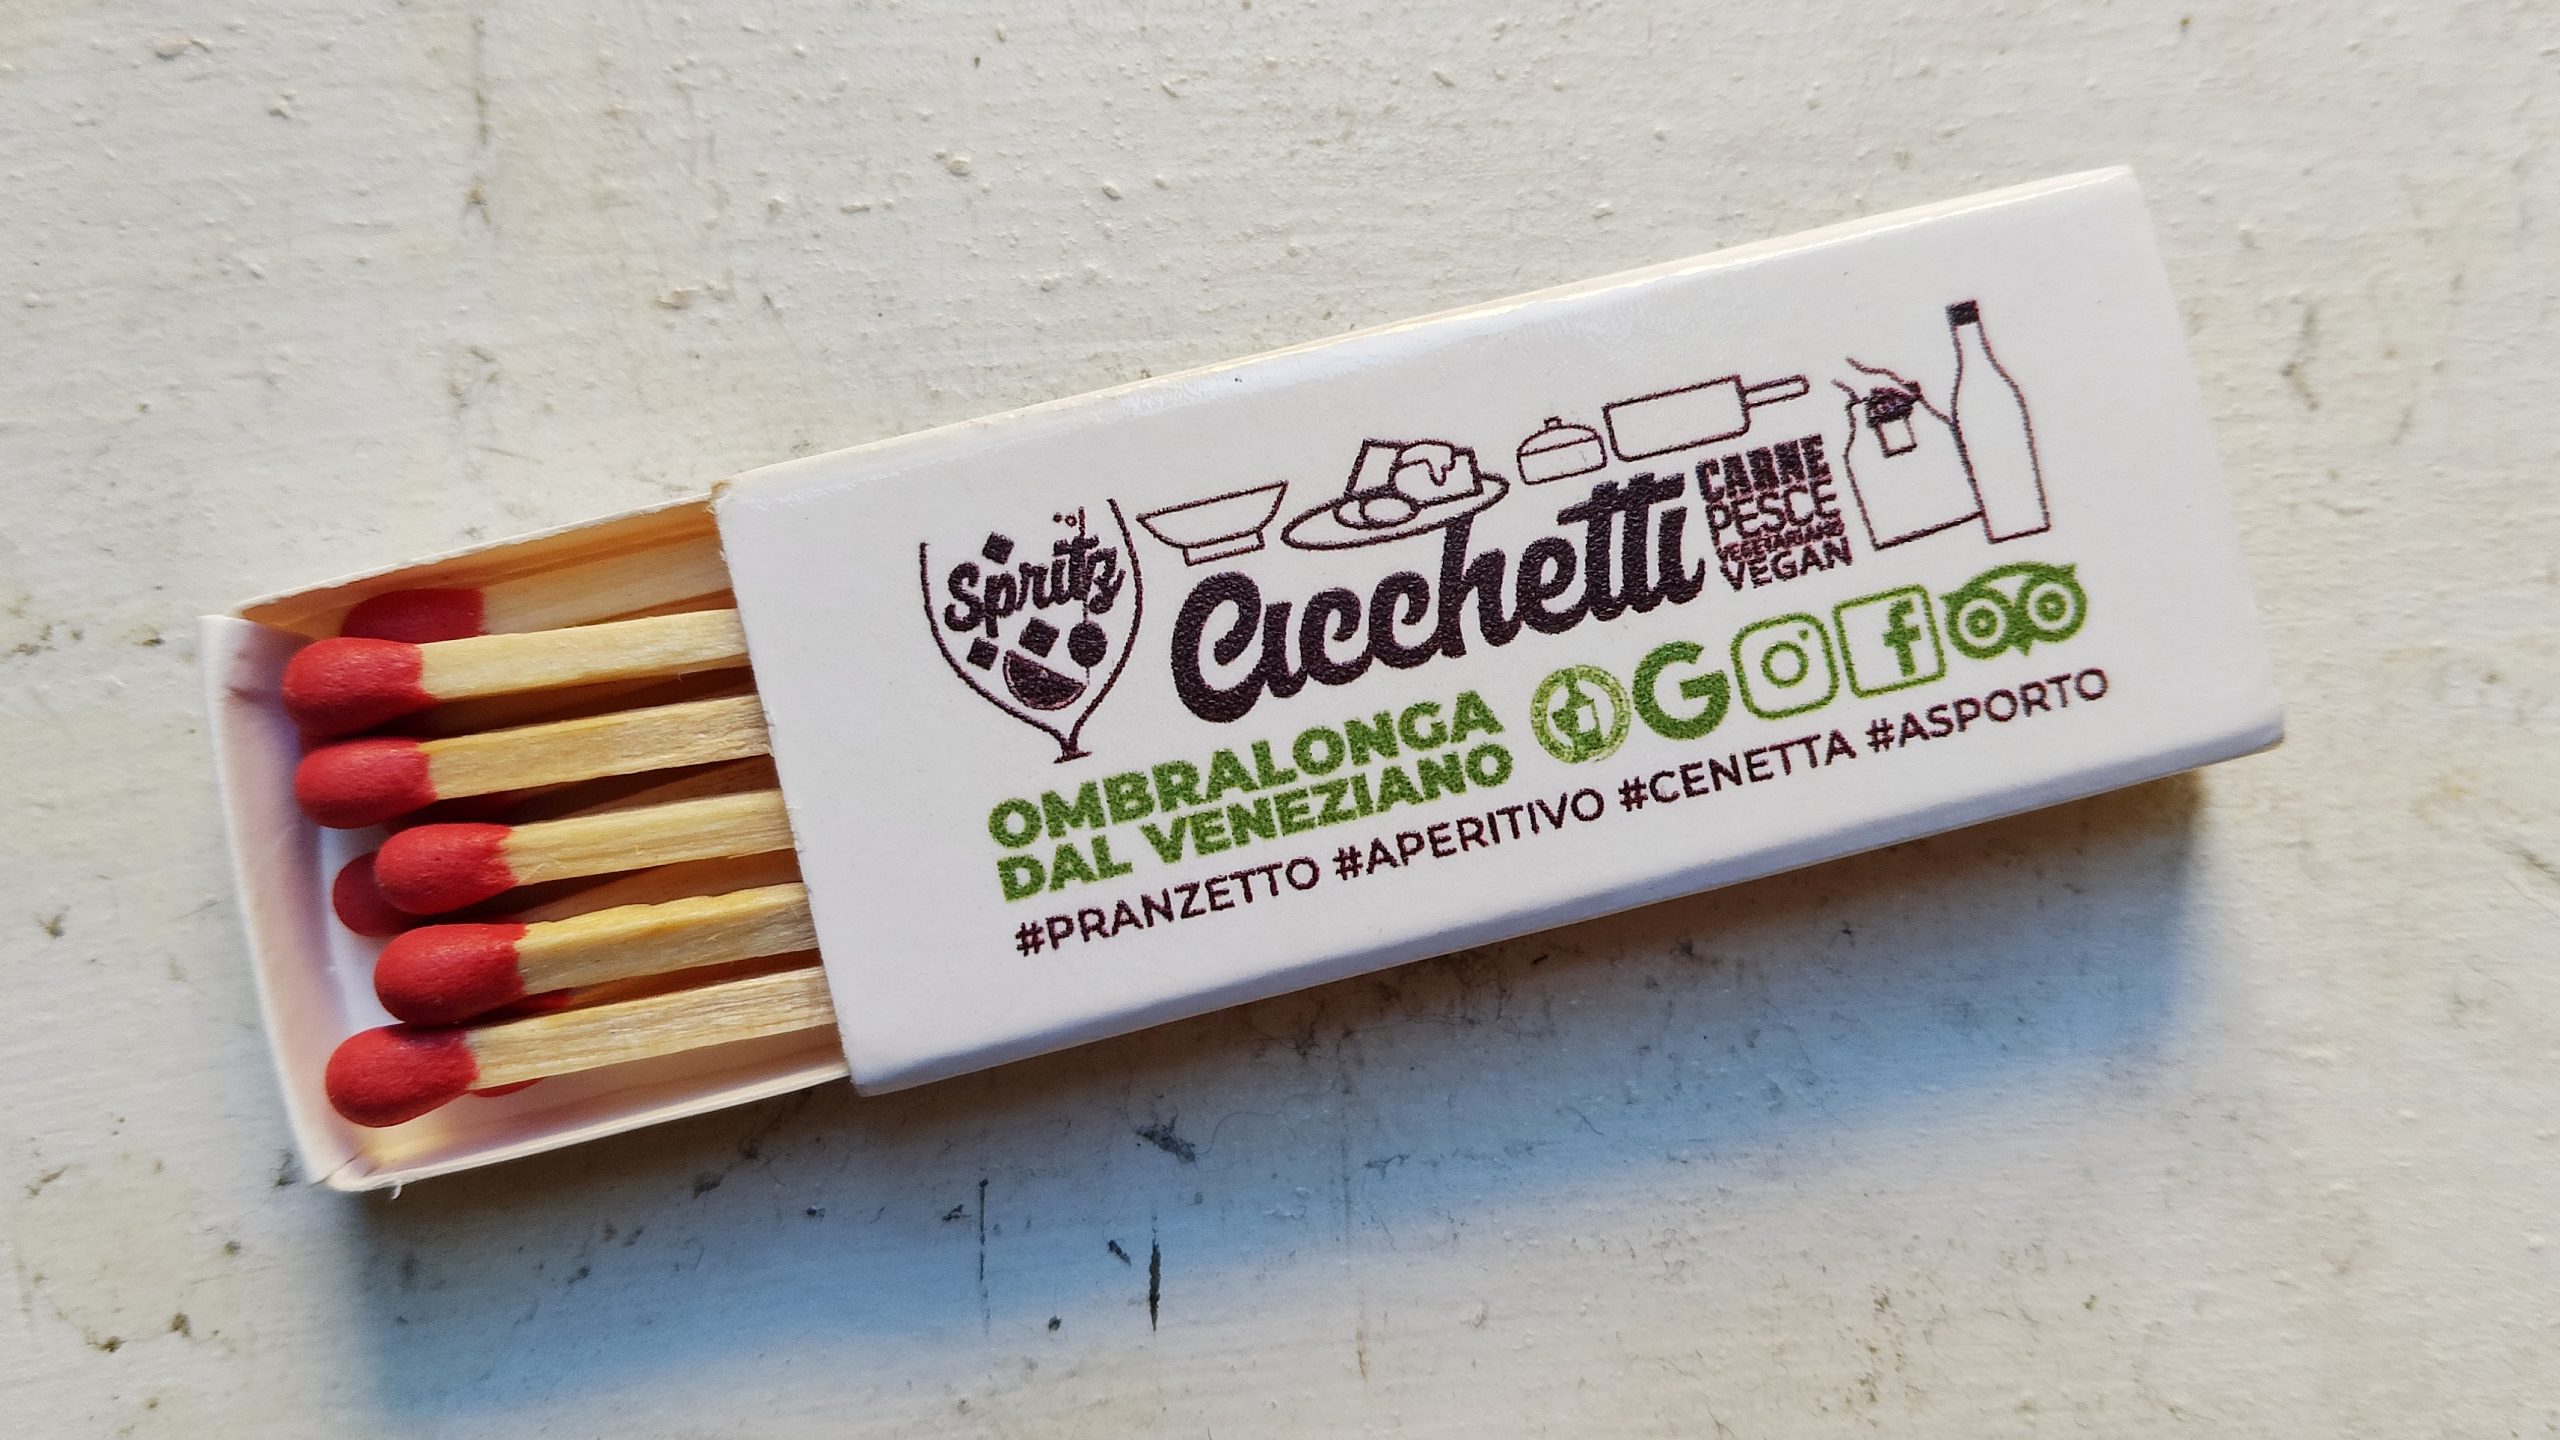 Spritz
Cicchetti
CARNE
PESCE
VEGETARIANO
VEGAN
OMBRALONGA
DAL VENEZIANO
#PRANZETTO #APERITIVO #CENETTA #ASPORTO